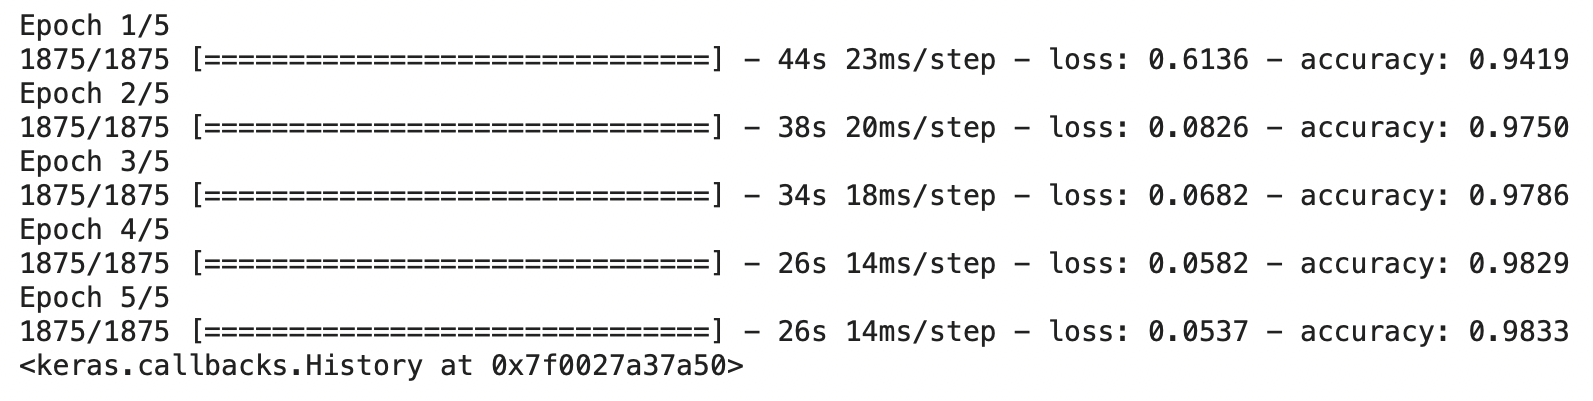 Epoch 1/5
1875/1875 [==============================] - 44s 23ms/step - loss: 0.6136 - accuracy: 0.9419
Epoch 2/5
1875/1875 [==============================] - 38s 20ms/step - loss: 0.0826 - accuracy: 0.9750
Epoch 3/5
1875/1875 [==============================] - 34s 18ms/step - loss: 0.0682 - accuracy: 0.9786
Epoch 4/5
1875/1875 [==============================] - 26s 14ms/step - loss: 0.0582 - accuracy: 0.9829
Epoch 5/5
1875/1875 [==============================] - 26s 14ms/step - loss: 0.0537 - accuracy: 0.9833
<keras.callbacks.History at 0x7f0027a37a50>